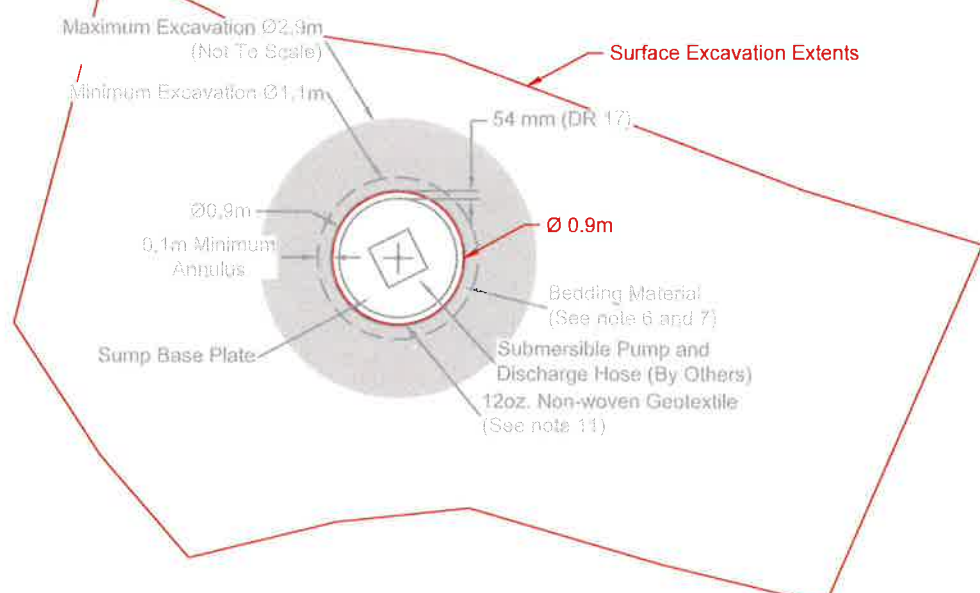 Maximum Excavation Ø2.9m
(Not To Scale)
Surface Excavation Extents
Minimum Excavation Ø1.1m
54 mm (DR 17)
Ø0.9m
Ø 0.9m
0.1m Minimum
Annulus
Bedding Material
(See note 6 and 7)
Sump Base Plate
Submersible Pump and
Discharge Hose (By Others)
12oz. Non-woven Geotextile
(See note 11)